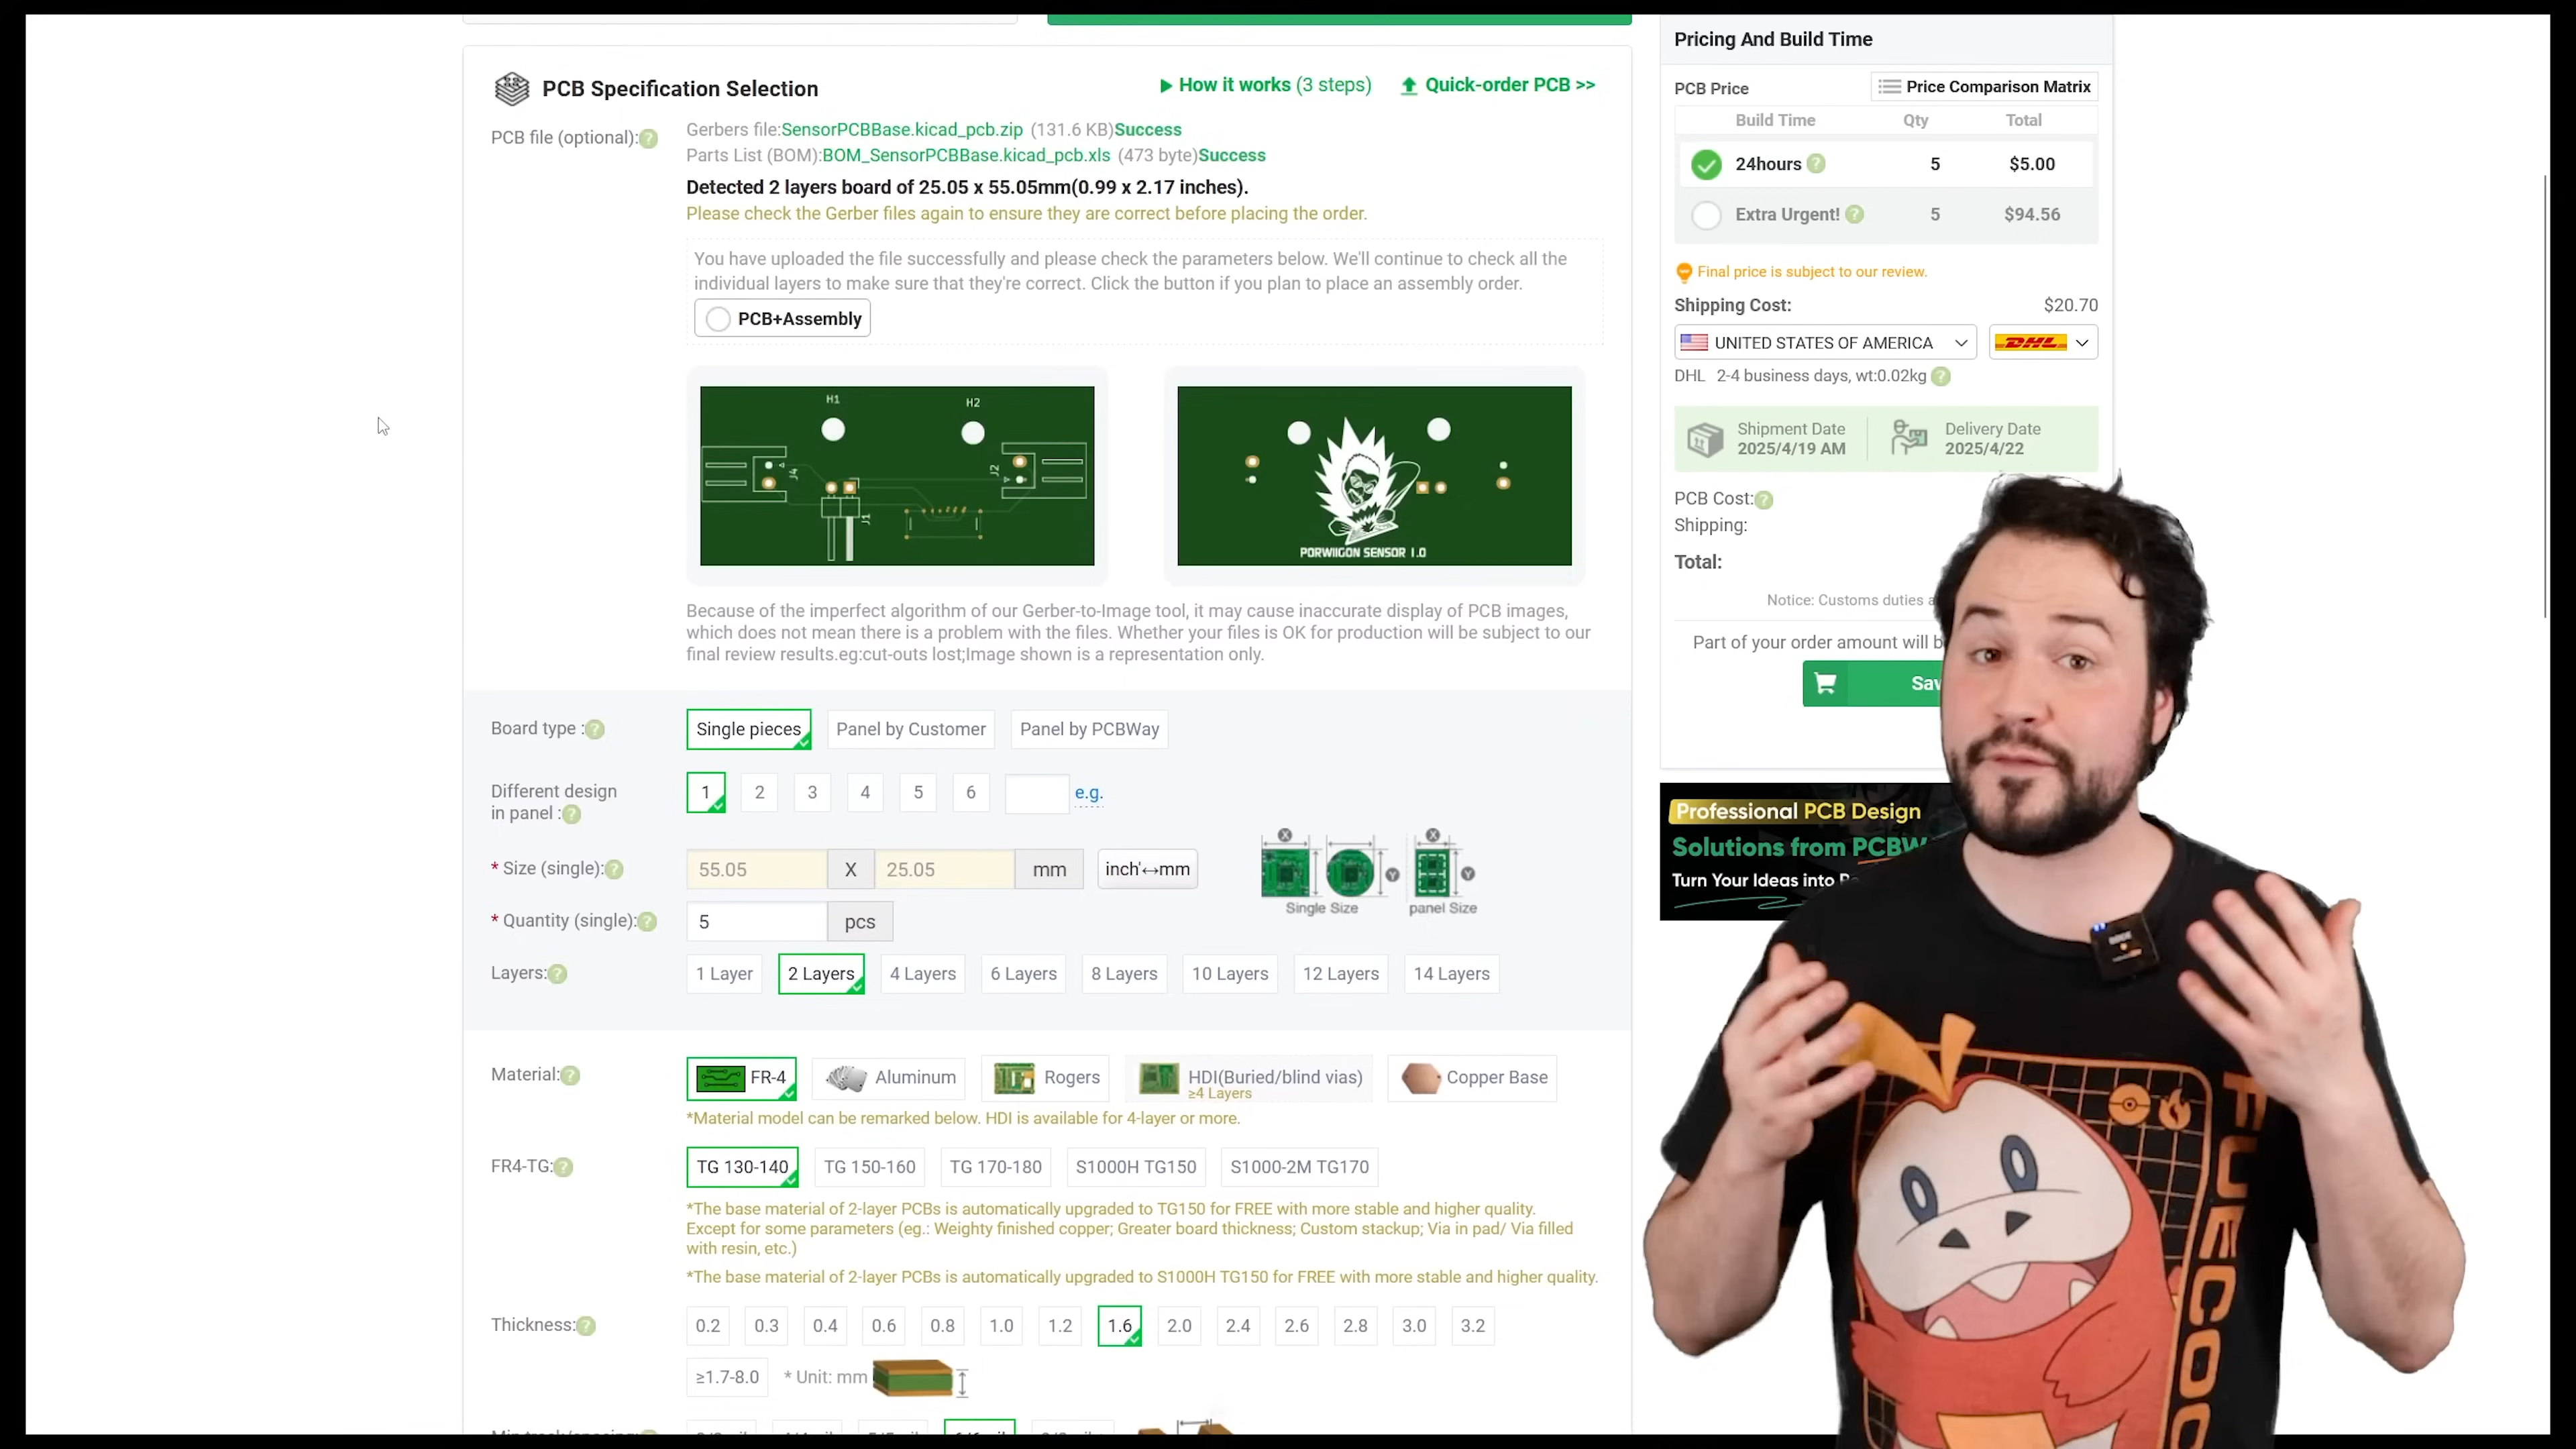 PCB Specification Selection
How it works (3 steps)
Quick-order PCB >>
PCB file (optional):
Gerbers file:SensorPCBBase.kicad_pcb.zip (131.6 KB)Success
Parts List (BOM):BOM_SensorPCBBase.kicad_pcb.xls (473 byte)Success
Detected 2 layers board of 25.05 x 55.05mm(0.99 x 2.17 inches).
Please check the Gerber files again to ensure they are correct before placing the order.
You have uploaded the file successfully and please check the parameters below. We'll continue to check all the
individual layers to make sure that they're correct. Click the button if you plan to place an assembly order.
PCB+Assembly
H1
H2
J4
J2
J1
PORWIIGON SENSOR 1.0
Because of the imperfect algorithm of our Gerber-to-Image tool, it may cause inaccurate display of PCB images,
which does not mean there is a problem with the files. Whether your files is OK for production will be subject to our
final review results.eg:cut-outs lost;Image shown is a representation only.
Board type :
Single pieces
Panel by Customer
Panel by PCBWay
Different design
in panel :
1 2 3 4 5 6 e.g.
* Size (single):
55.05 X 25.05 mm
inch'↔mm
X X
Y Y
Single Size
panel Size
* Quantity (single):
5 pcs
Layers:
1 Layer 2 Layers 4 Layers 6 Layers 8 Layers 10 Layers 12 Layers 14 Layers
Material:
FR-4 Aluminum Rogers HDI(Buried/blind vias) Copper Base
≥4 Layers
*Material model can be remarked below. HDI is available for 4-layer or more.
FR4-TG:
TG 130-140 TG 150-160 TG 170-180 S1000H TG150 S1000-2M TG170
*The base material of 2-layer PCBs is automatically upgraded to TG150 for FREE with more stable and higher quality.
Except for some parameters (eg.: Weighty finished copper; Greater board thickness; Custom stackup; Via in pad/ Via filled
with resin, etc.)
*The base material of 2-layer PCBs is automatically upgraded to S1000H TG150 for FREE with more stable and higher quality.
Thickness:
0.2 0.3 0.4 0.6 0.8 1.0 1.2 1.6 2.0 2.4 2.6 2.8 3.0 3.2
≥1.7-8.0 * Unit: mm
Pricing And Build Time
PCB Price
Price Comparison Matrix
Build Time Qty Total
24hours 5 $5.00
Extra Urgent! 5 $94.56
Final price is subject to our review.
Shipping Cost: $20.70
UNITED STATES OF AMERICA
DHL
DHL 2-4 business days, wt:0.02kg
Shipment Date
2025/4/19 AM
Delivery Date
2025/4/22
PCB Cost:
Shipping:
Total:
Notice: Customs duties
Part of your order amount will
Professional PCB Design
Solutions from
Turn Your Ideas into
FUECOCO